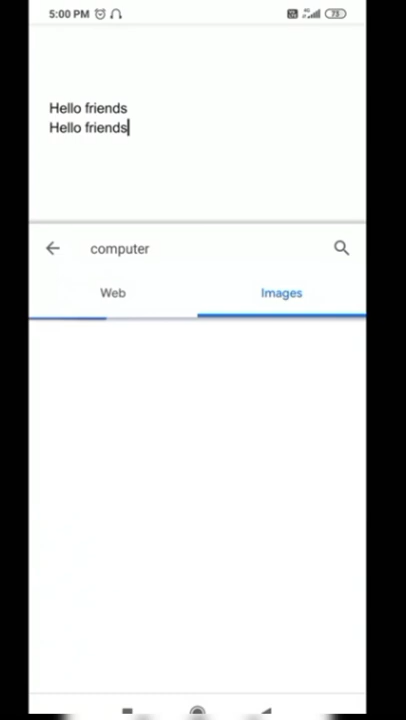 5:00 PM
Hello friends
Hello friends
computer
Web
Images